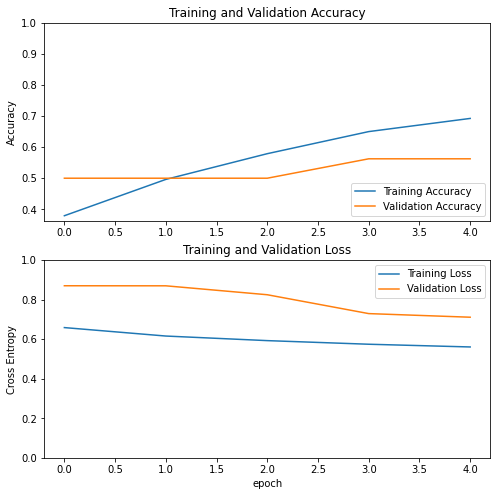 Training and Validation Accuracy
1.0
0.9
0.8
0.7
0.6
0.5
0.4
Accuracy
Training Accuracy
Validation Accuracy
0.0 0.5 1.0 1.5 2.0 2.5 3.0 3.5 4.0
Training and Validation Loss
1.0
0.8
0.6
0.4
0.2
0.0
Cross Entropy
Training Loss
Validation Loss
0.0 0.5 1.0 1.5 2.0 2.5 3.0 3.5 4.0
epoch